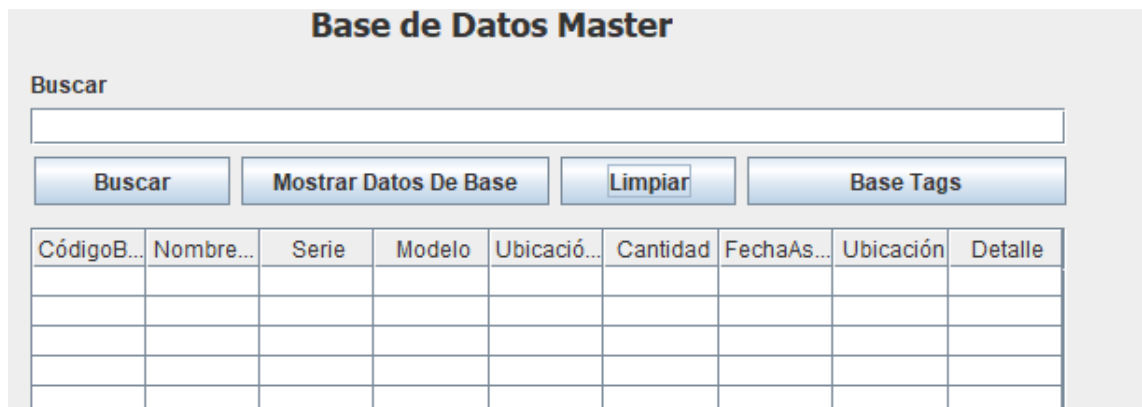 Base de Datos Master
Buscar
Buscar Mostrar Datos De Base Limpiar Base Tags
CódigoB... Nombre... Serie Modelo Ubicació... Cantidad FechaAs... Ubicación Detalle